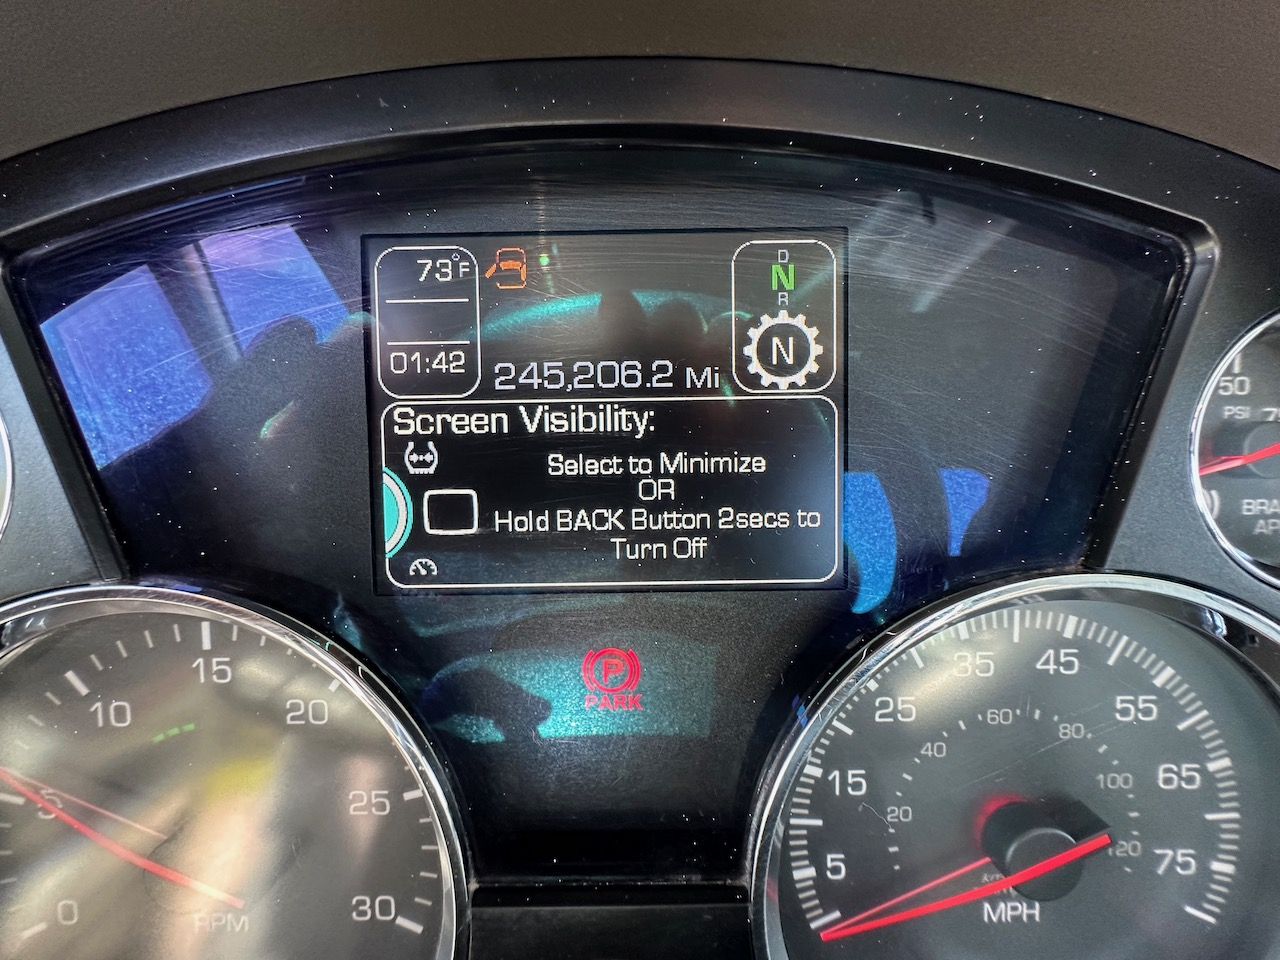 73°F
01:42
245,206.2 Mi
D
N
R
N
Screen Visibility:
Select to Minimize
OR
Hold BACK Button 2secs to
Turn Off
P
PARK
0
5
10
15
20
25
30
RPM
5
15
25
35
45
55
65
75
20
40
60
80
100
120
MPH
50
PSI